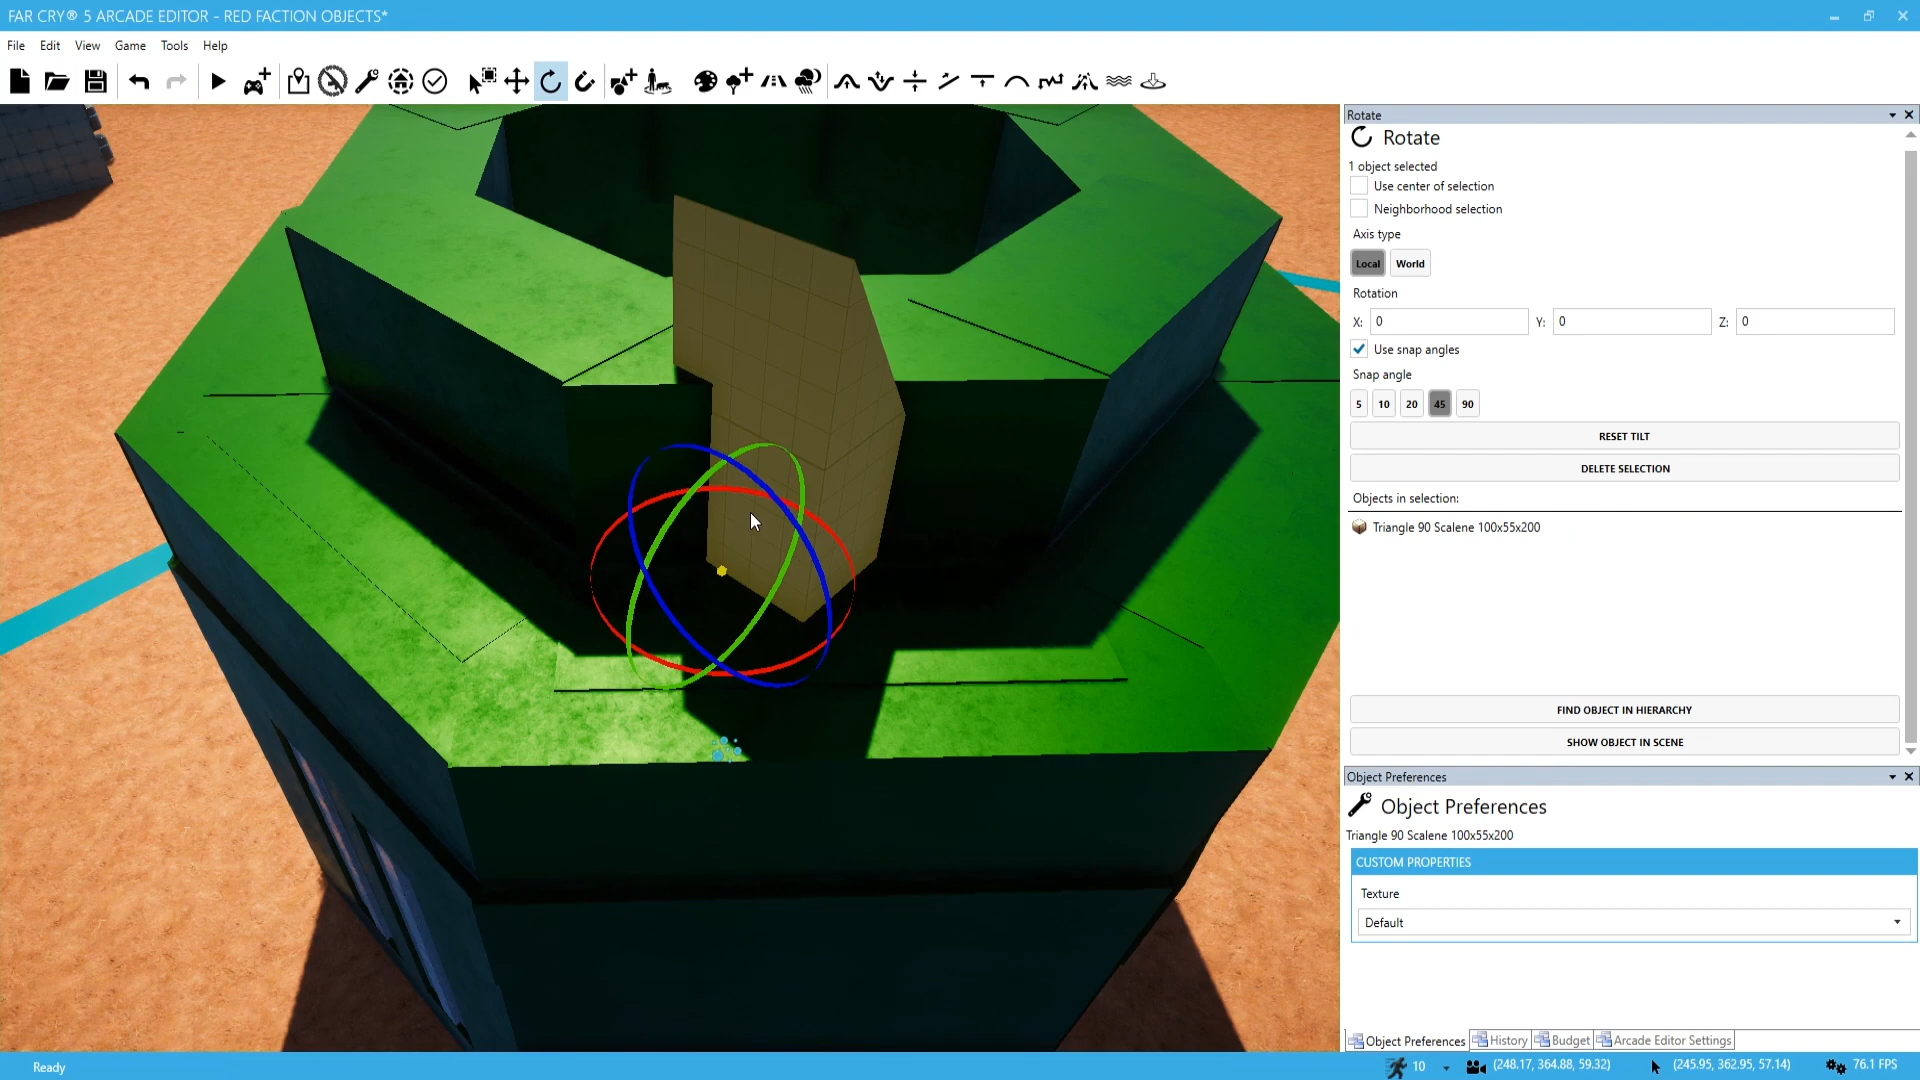 FAR CRY® 5 ARCADE EDITOR - RED FACTION OBJECTS*
File Edit View Game Tools Help
Rotate
Rotate
1 object selected
Use center of selection
Neighborhood selection
Axis type
Local World
Rotation
X: 0 Y: 0 Z: 0
Use snap angles
Snap angle
5 10 20 45 90
RESET TILT
DELETE SELECTION
Objects in selection:
Triangle 90 Scalene 100x55x200
FIND OBJECT IN HIERARCHY
SHOW OBJECT IN SCENE
Object Preferences
Object Preferences
Triangle 90 Scalene 100x55x200
CUSTOM PROPERTIES
Texture
Default
Object Preferences History Budget Arcade Editor Settings
Ready 10 (248.17, 364.88, 59.32) (245.95, 362.95, 57.14) 76.1 FPS